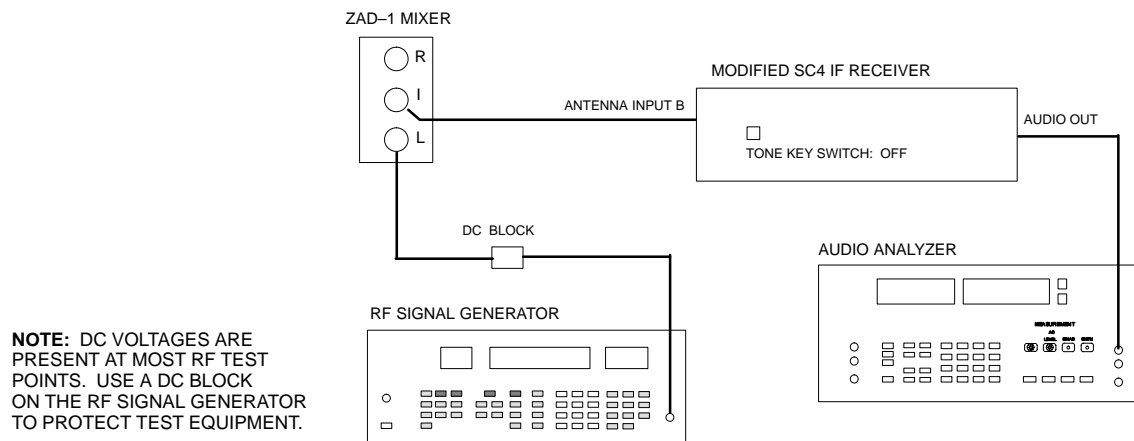 ZAD–1 MIXER
R
I
L
MODIFIED SC4 IF RECEIVER
ANTENNA INPUT B
AUDIO OUT
TONE KEY SWITCH: OFF
DC BLOCK
AUDIO ANALYZER
MEASUREMENT
AC
LEVEL
RF SIGNAL GENERATOR
NOTE: DC VOLTAGES ARE
PRESENT AT MOST RF TEST
POINTS. USE A DC BLOCK
ON THE RF SIGNAL GENERATOR
TO PROTECT TEST EQUIPMENT.